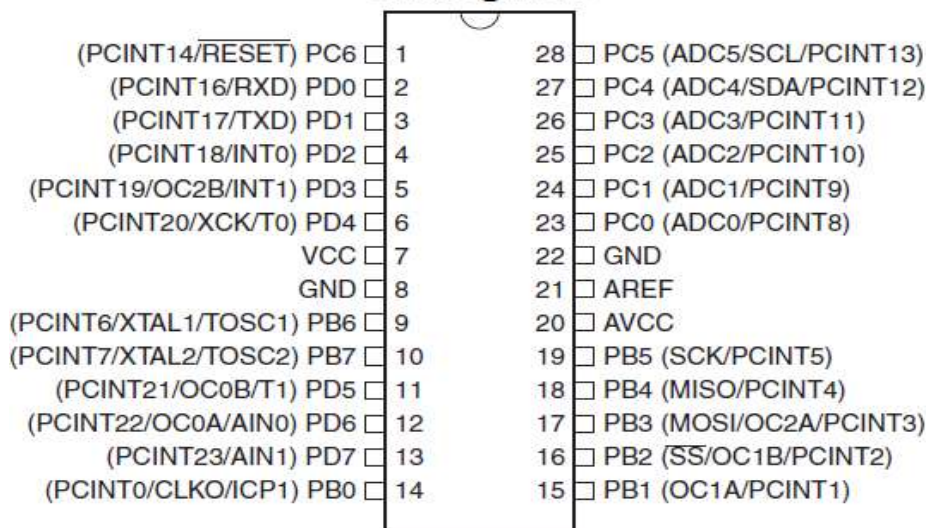 (PCINT14/RESET) PC6 1 28 PC5 (ADC5/SCL/PCINT13)
(PCINT16/RXD) PD0 2 27 PC4 (ADC4/SDA/PCINT12)
(PCINT17/TXD) PD1 3 26 PC3 (ADC3/PCINT11)
(PCINT18/INT0) PD2 4 25 PC2 (ADC2/PCINT10)
(PCINT19/OC2B/INT1) PD3 5 24 PC1 (ADC1/PCINT9)
(PCINT20/XCK/T0) PD4 6 23 PC0 (ADC0/PCINT8)
VCC 7 22 GND
GND 8 21 AREF
(PCINT6/XTAL1/TOSC1) PB6 9 20 AVCC
(PCINT7/XTAL2/TOSC2) PB7 10 19 PB5 (SCK/PCINT5)
(PCINT21/OC0B/T1) PD5 11 18 PB4 (MISO/PCINT4)
(PCINT22/OC0A/AIN0) PD6 12 17 PB3 (MOSI/OC2A/PCINT3)
(PCINT23/AIN1) PD7 13 16 PB2 (SS/OC1B/PCINT2)
(PCINT0/CLKO/ICP1) PB0 14 15 PB1 (OC1A/PCINT1)